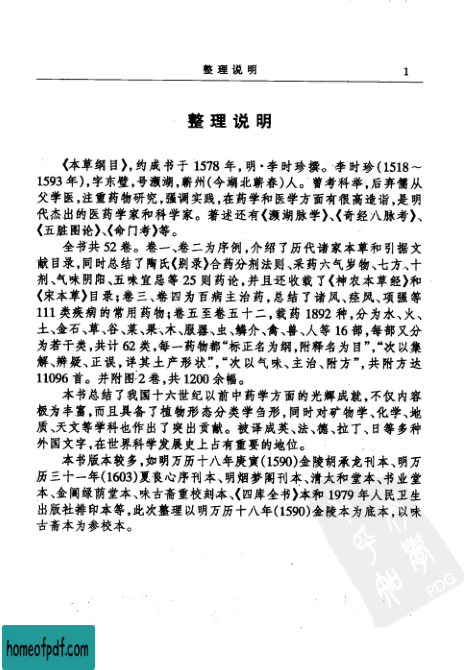 整理说明 1
整理说明
《本草纲目》,约成书于 1578 年,明·李时珍撰。李时珍(1518～
1593 年),字东璧,号濒湖,蕲州(今湖北蕲春)人。曾考科举,后弃儒从
父学医,注重药物研究,强调实践,在药学和医学方面有很高造诣,是明
代杰出的医药学家和科学家。著述还有《濒湖脉学》、《奇经八脉考》、
《五脏图论》、《命门考》等。
全书共 52 卷。卷一、卷二为序例,介绍了历代诸家本草和引据文
献目录,同时总结了陶氏《别录》合药分剂法则、采药六气岁物、七方、十
剂、气味阴阳、五味宜忌等 25 则药论,并且还收载了《神农本草经》和
《宋本草》目录;卷三、卷四为百病主治药,总结了诸风、痉风、项强等
111 类疾病的常用药物;卷五至卷五十二,载药 1892 种,分为水、火、
土、金石、草、谷、菜、果、木、服器、虫、鳞介、禽、兽、人等 16 部,每部又分
为若干类,共计 62 类,每一药物都“标正名为纲,附释名为目”,“次以集
解、辨疑、正误,详其土产形状”,“次以气味、主治、附方”,共附方达
11096 首。并附图 2 卷,共 1200 余幅。
本书总结了我国十六世纪以前中药学方面的光辉成就,不仅内容
极为丰富,而且具备了植物形态分类学刍形,同时对矿物学、化学、地
质、天文等学科也作出了突出贡献。被译成英、法、德、拉丁、日等多种
外国文字,在世界科学发展史上占有重要的地位。
本书版本较多,如明万历十八年庚寅(1590)金陵胡承龙刊本、明万
历三十一年(1603)夏良心序刊本、明烟梦阁刊本、清太和堂本、书业堂
本、金阊绿荫堂本、味古斋重校刻本、《四库全书》本和 1979 年人民卫生
出版社排印本等,此次整理以明万历十八年(1590)金陵本为底本,以味
古斋本为参校本。
PDG
homeofpdf.com